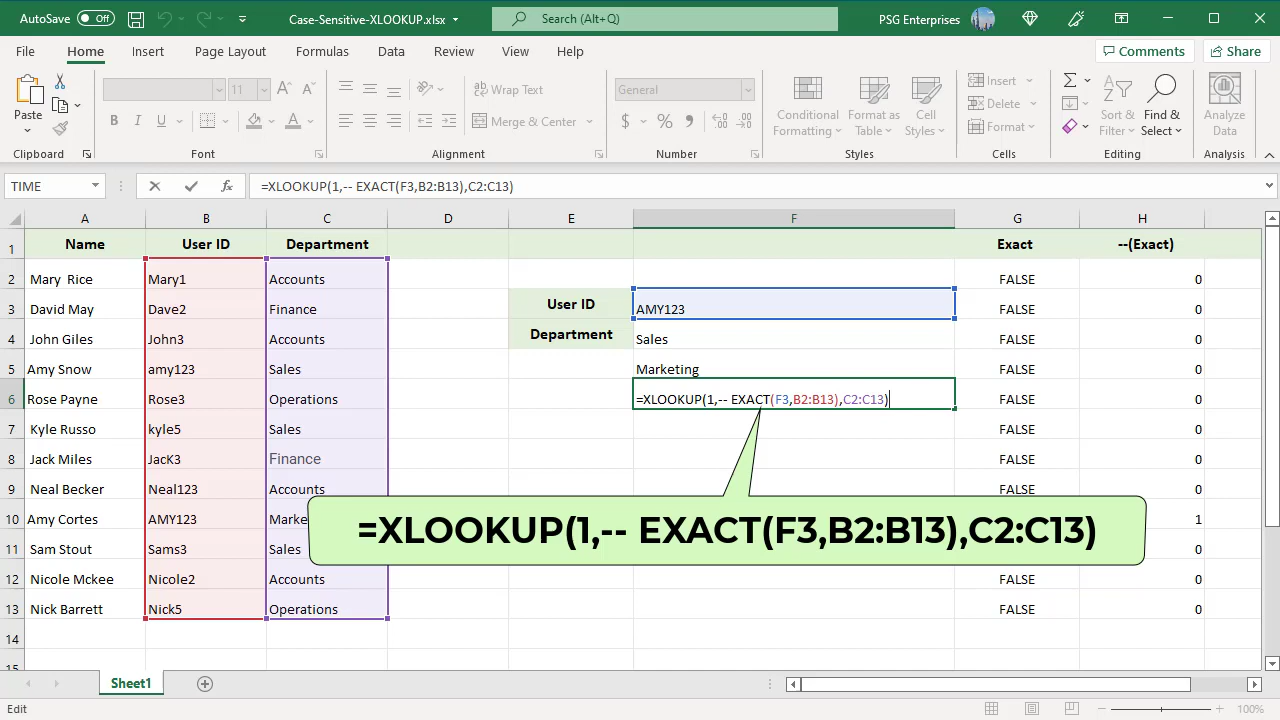 AutoSave Off Case-Sensitive-XLOOKUP.xlsx Search (Alt+Q) PSG Enterprises
File Home Insert Page Layout Formulas Data Review View Help Comments Share
Paste 11 Wrap Text General Conditional Formatting Format as Table Cell Styles Insert Sort & Filter Find & Select Analyze Data
B I U Merge & Center $ % Delete
Format
Clipboard Font Alignment Number Styles Cells Editing Analysis
TIME fx =XLOOKUP(1,-- EXACT(F3,B2:B13),C2:C13)
A B C D E F G H
1 Name User ID Department Exact --(Exact)
2 Mary  Rice Mary1 Accounts FALSE 0
3 David May Dave2 Finance User ID AMY123 FALSE 0
4 John Giles John3 Accounts Department Sales FALSE 0
5 Amy Snow amy123 Sales Marketing FALSE 0
6 Rose Payne Rose3 Operations =XLOOKUP(1,-- EXACT(F3,B2:B13),C2:C13) FALSE 0
7 Kyle Russo kyle5 Sales FALSE 0
8 Jack Miles JacK3 Finance FALSE 0
9 Neal Becker Neal123 Accounts FALSE 0
10 Amy Cortes AMY123 Marke 1
=XLOOKUP(1,-- EXACT(F3,B2:B13),C2:C13)
11 Sam Stout Sams3 Sales 0
12 Nicole Mckee Nicole2 Accounts FALSE 0
13 Nick Barrett Nick5 Operations FALSE 0
14
15
Sheet1
Edit 100%